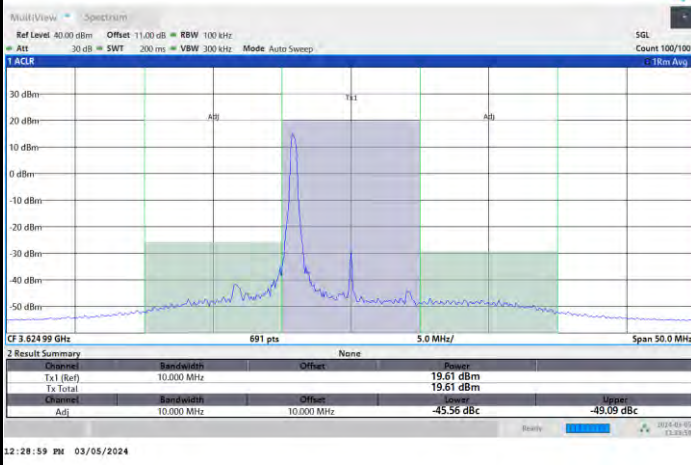 MultiView Spectrum
Ref Level 40.00 dBm Offset 11.00 dB RBW 100 kHz SGL
Att 30 dB SWT 200 ms VBW 300 kHz Mode Auto Sweep Count 100/100
1 ACLR 1Rm Avg
30 dBm
Tx1
20 dBm Adj Adj
10 dBm
0 dBm
-10 dBm
-20 dBm
-30 dBm
-40 dBm
-50 dBm
CF 3.624 99 GHz 691 pts 5.0 MHz/ Span 50.0 MHz
2 Result Summary None
Channel Bandwidth Offset Power
Tx1 (Ref) 10.000 MHz 19.61 dBm
Tx Total 19.61 dBm
Channel Bandwidth Offset Lower Upper
Adj 10.000 MHz 10.000 MHz -45.56 dBc -49.09 dBc
Ready
12:28:59 PM 03/05/2024